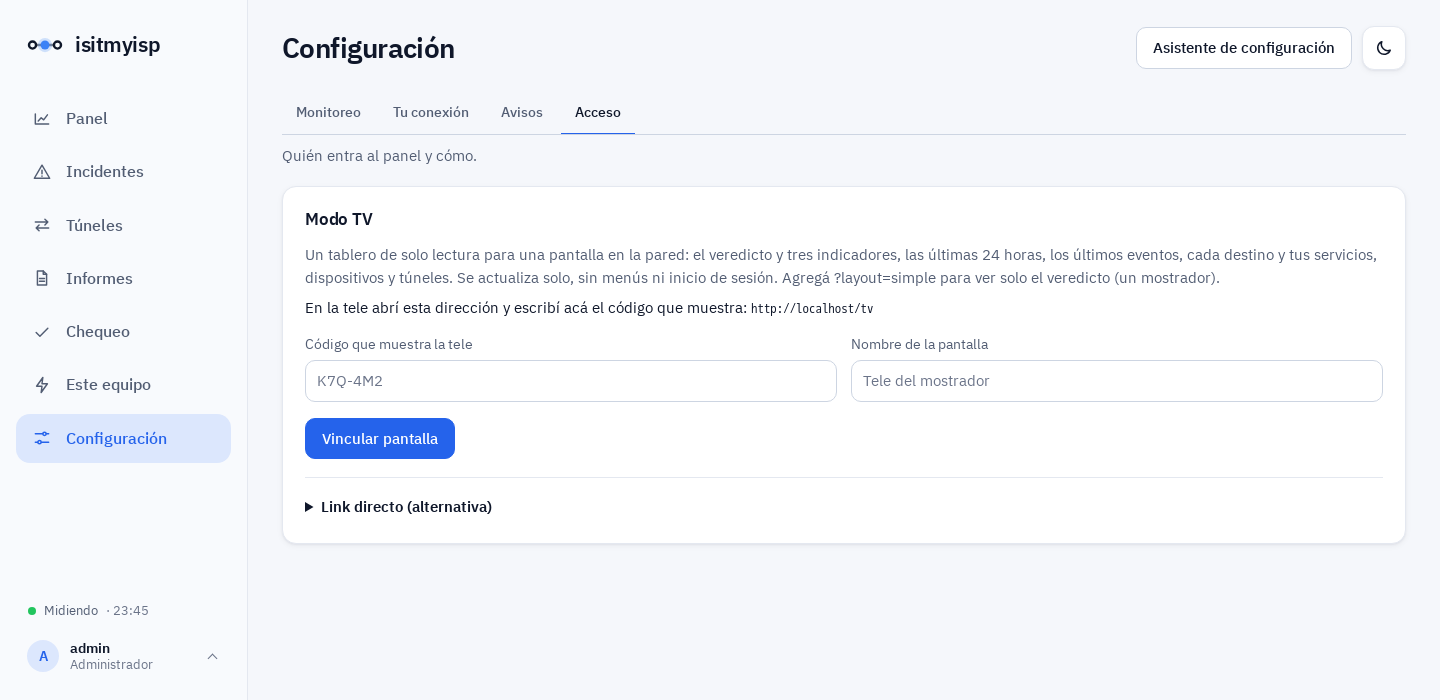 isitmyisp
Panel
Incidentes
Túneles
Informes
Chequeo
Este equipo
Configuración
Midiendo · 23:45
A
admin
Administrador
Configuración
Asistente de configuración
Monitoreo
Tu conexión
Avisos
Acceso
Quién entra al panel y cómo.
Modo TV
Un tablero de solo lectura para una pantalla en la pared: el veredicto y tres indicadores, las últimas 24 horas, los últimos eventos, cada destino y tus servicios,
dispositivos y túneles. Se actualiza solo, sin menús ni inicio de sesión. Agregá ?layout=simple para ver solo el veredicto (un mostrador).
En la tele abrí esta dirección y escribí acá el código que muestra: http://localhost/tv
Código que muestra la tele
K7Q-4M2
Nombre de la pantalla
Tele del mostrador
Vincular pantalla
Link directo (alternativa)